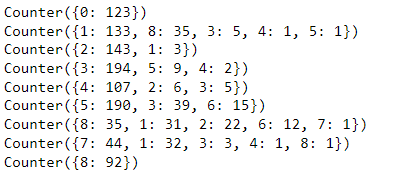 Counter({0: 123})
Counter({1: 133, 8: 35, 3: 5, 4: 1, 5: 1})
Counter({2: 143, 1: 3})
Counter({3: 194, 5: 9, 4: 2})
Counter({4: 107, 2: 6, 3: 5})
Counter({5: 190, 3: 39, 6: 15})
Counter({8: 35, 1: 31, 2: 22, 6: 12, 7: 1})
Counter({7: 44, 1: 32, 3: 3, 4: 1, 8: 1})
Counter({8: 92})